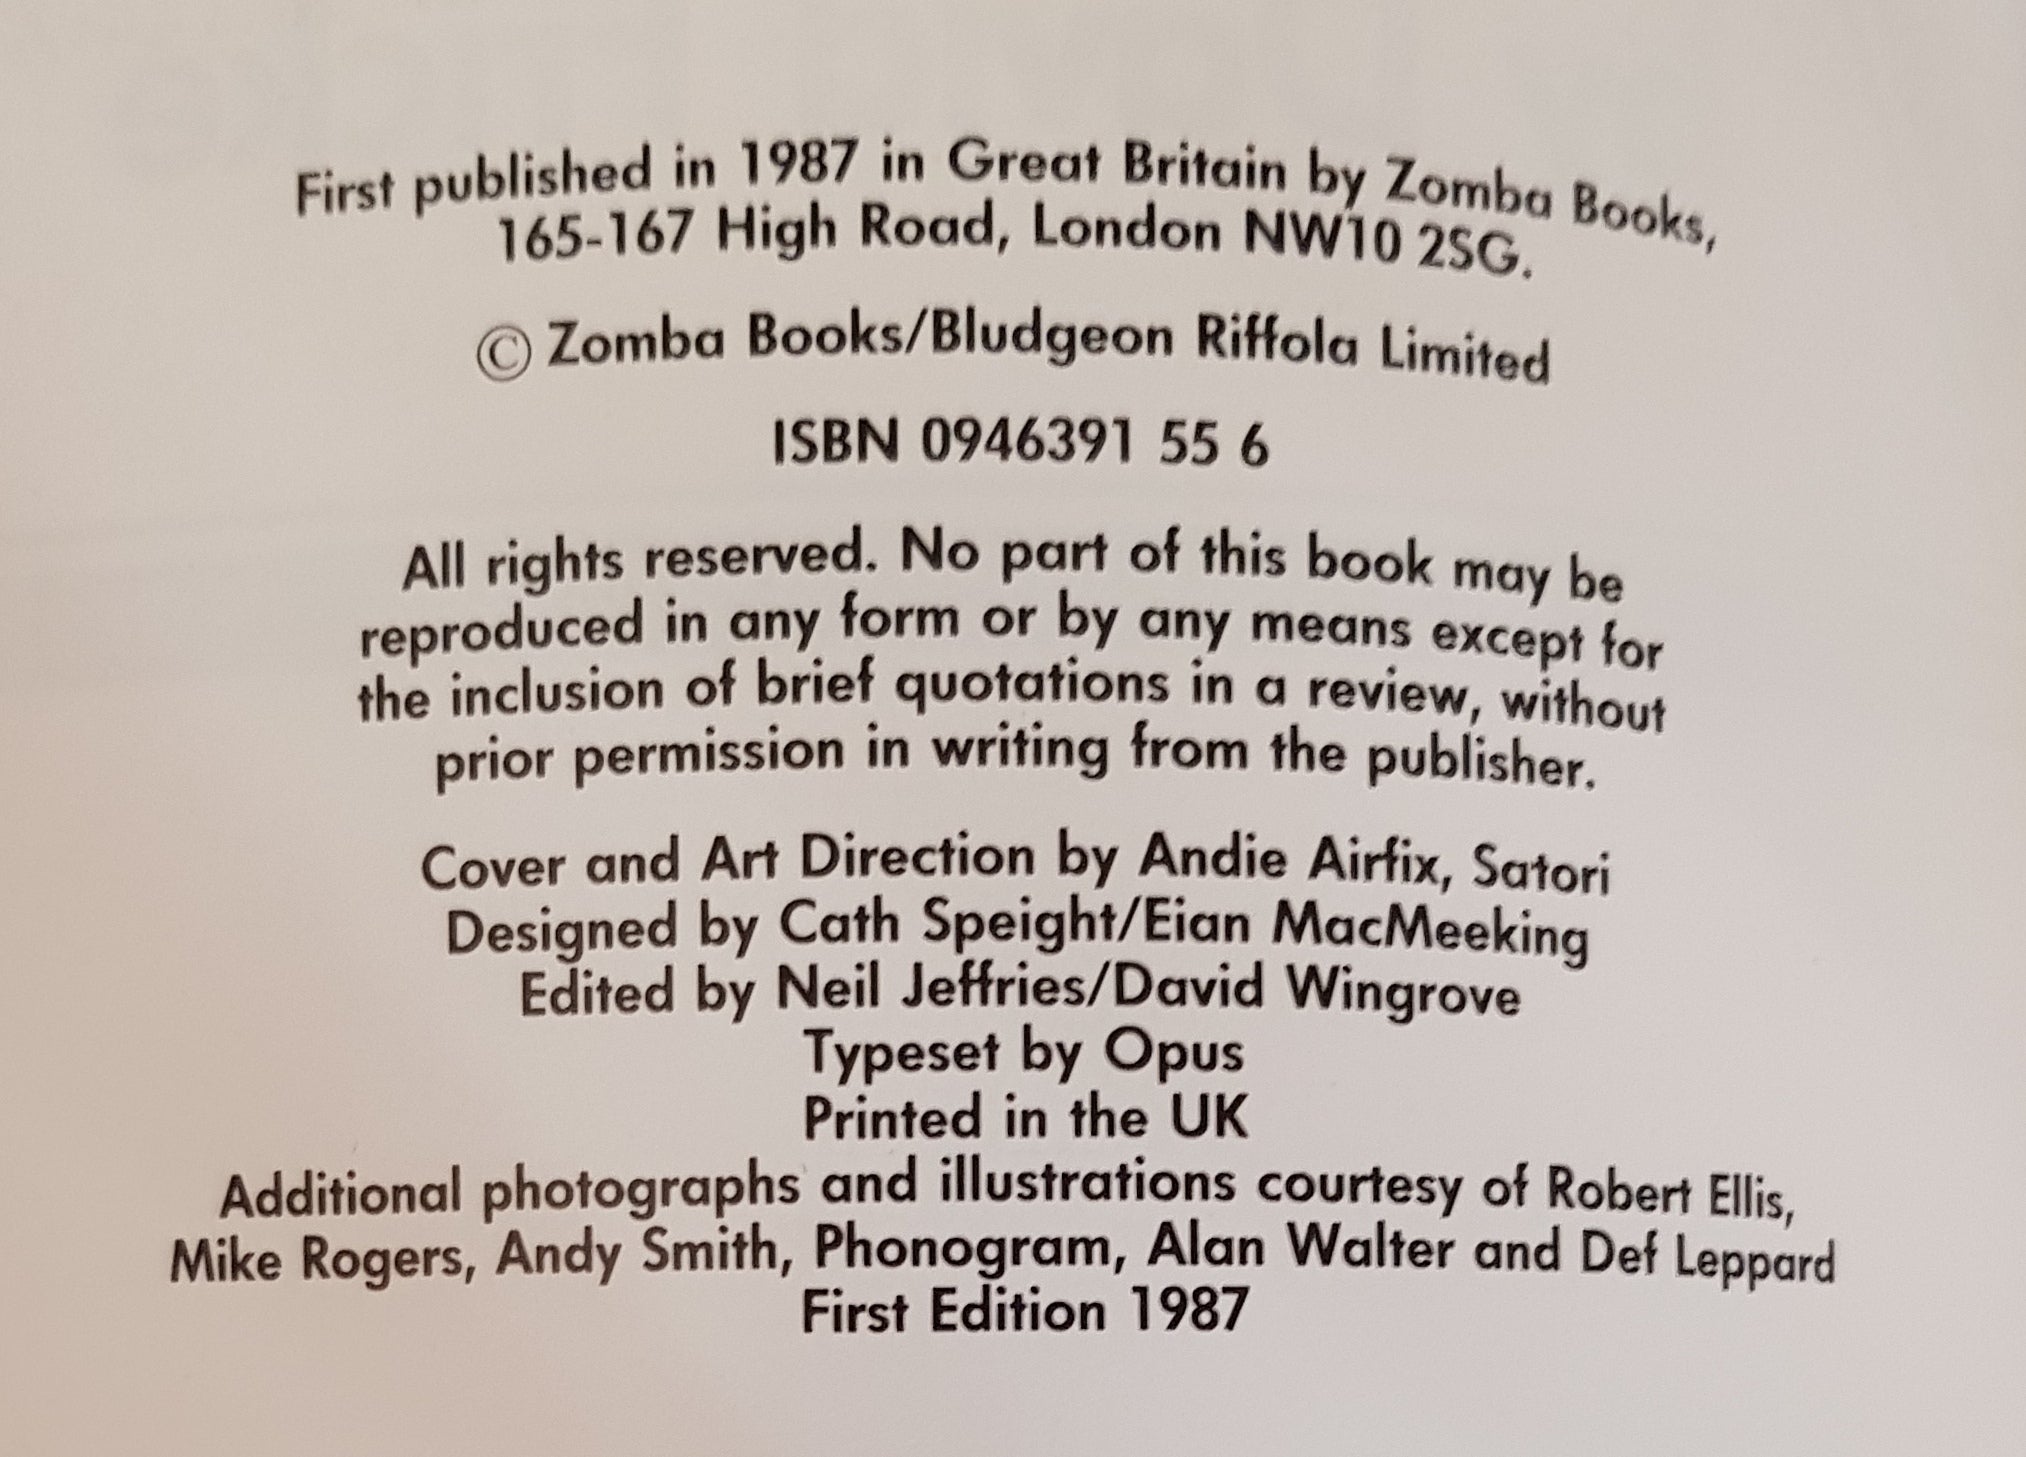 First published in 1987 in Great Britain by Zomba Books,
165-167 High Road, London NW10 2SG.
© Zomba Books/Bludgeon Riffola Limited
ISBN 0946391 55 6
All rights reserved. No part of this book may be
reproduced in any form or by any means except for
the inclusion of brief quotations in a review, without
prior permission in writing from the publisher.
Cover and Art Direction by Andie Airfix, Satori
Designed by Cath Speight/Eian MacMeeking
Edited by Neil Jeffries/David Wingrove
Typeset by Opus
Printed in the UK
Additional photographs and illustrations courtesy of Robert Ellis,
Mike Rogers, Andy Smith, Phonogram, Alan Walter and Def Leppard
First Edition 1987